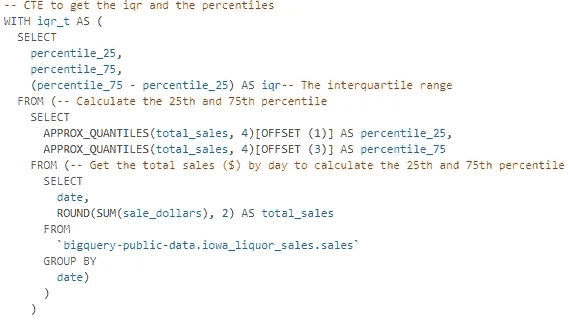 -- CTE to get the iqr and the percentiles
WITH iqr_t AS (
  SELECT
    percentile_25,
    percentile_75,
    (percentile_75 - percentile_25) AS iqr-- The interquartile range
  FROM (-- Calculate the 25th and 75th percentile
    SELECT
      APPROX_QUANTILES(total_sales, 4)[OFFSET (1)] AS percentile_25,
      APPROX_QUANTILES(total_sales, 4)[OFFSET (3)] AS percentile_75
    FROM (-- Get the total sales ($) by day to calculate the 25th and 75th percentile
      SELECT
        date,
        ROUND(SUM(sale_dollars), 2) AS total_sales
      FROM
        `bigquery-public-data.iowa_liquor_sales.sales`
      GROUP BY
        date)
      )
    )